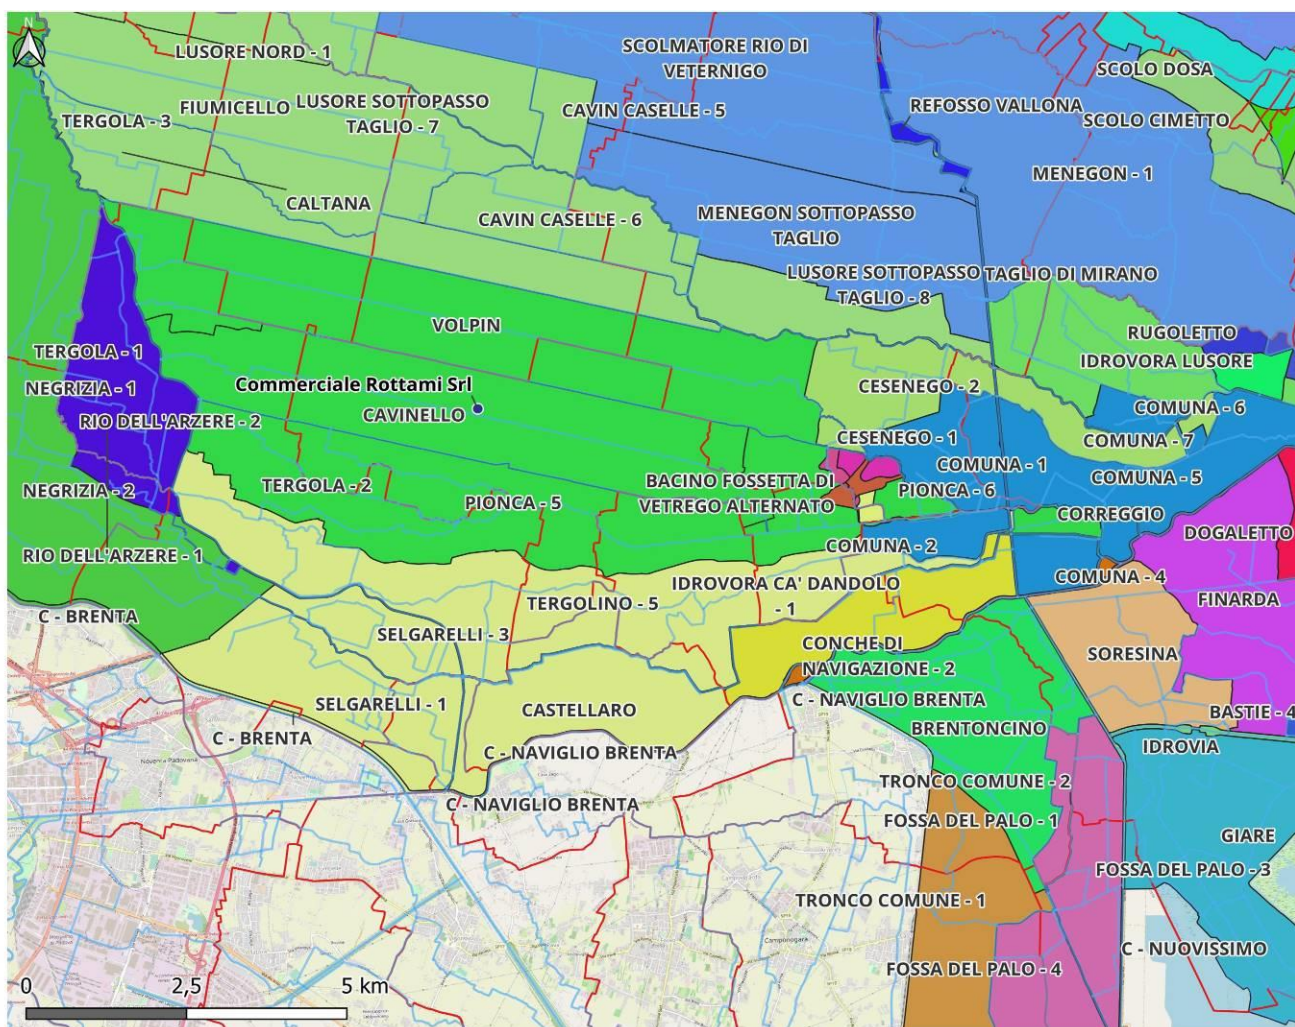 N
LUSORE NORD - 1
SCOLMATORE RIO DI
VETERNIGO
SCOLO DOSA
TERGOLA - 3
FIUMICELLO
LUSORE SOTTOPASSO
TAGLIO - 7
CAVIN CASELLE - 5
REFOSSO VALLONA
SCOLO CIMETTO
MENEGON - 1
CALTANA
CAVIN CASELLE - 6
MENEGON SOTTOPASSO
TAGLIO
LUSORE SOTTOPASSO
TAGLIO - 8
TAGLIO DI MIRANO
VOLPIN
RUGOLETTO
IDROVORA LUSORE
TERGOLA - 1
NEGRIZIA - 1
Commerciale Rottami Srl
CAVINELLO
CESENEGO - 2
COMUNA - 6
RIO DELL'ARZERE - 2
CESENEGO - 1
COMUNA - 7
COMUNA - 1
COMUNA - 5
NEGRIZIA - 2
TERGOLA - 2
PIONCA - 5
BACINO FOSSETTA DI
VETREGO ALTERNATO
PIONCA - 6
CORREGGIO
DOGALETTO
RIO DELL'ARZERE - 1
COMUNA - 2
COMUNA - 4
IDROVORA CA' DANDOLO
- 1
TERGOLINO - 5
FINARDA
C - BRENTA
SELGARELLI - 3
CONCHE DI
NAVIGAZIONE - 2
SORESINA
SELGARELLI - 1
CASTELLARO
C - NAVIGLIO BRENTA
BRENTONCINO
BASTIE - 4
C - BRENTA
C - NAVIGLIO BRENTA
IDROVIA
TRONCO COMUNE - 2
C - NAVIGLIO BRENTA
FOSSA DEL PALO - 1
GIARE
FOSSA DEL PALO - 3
TRONCO COMUNE - 1
C - NUOVISSIMO
FOSSA DEL PALO - 4
0 2,5 5 km